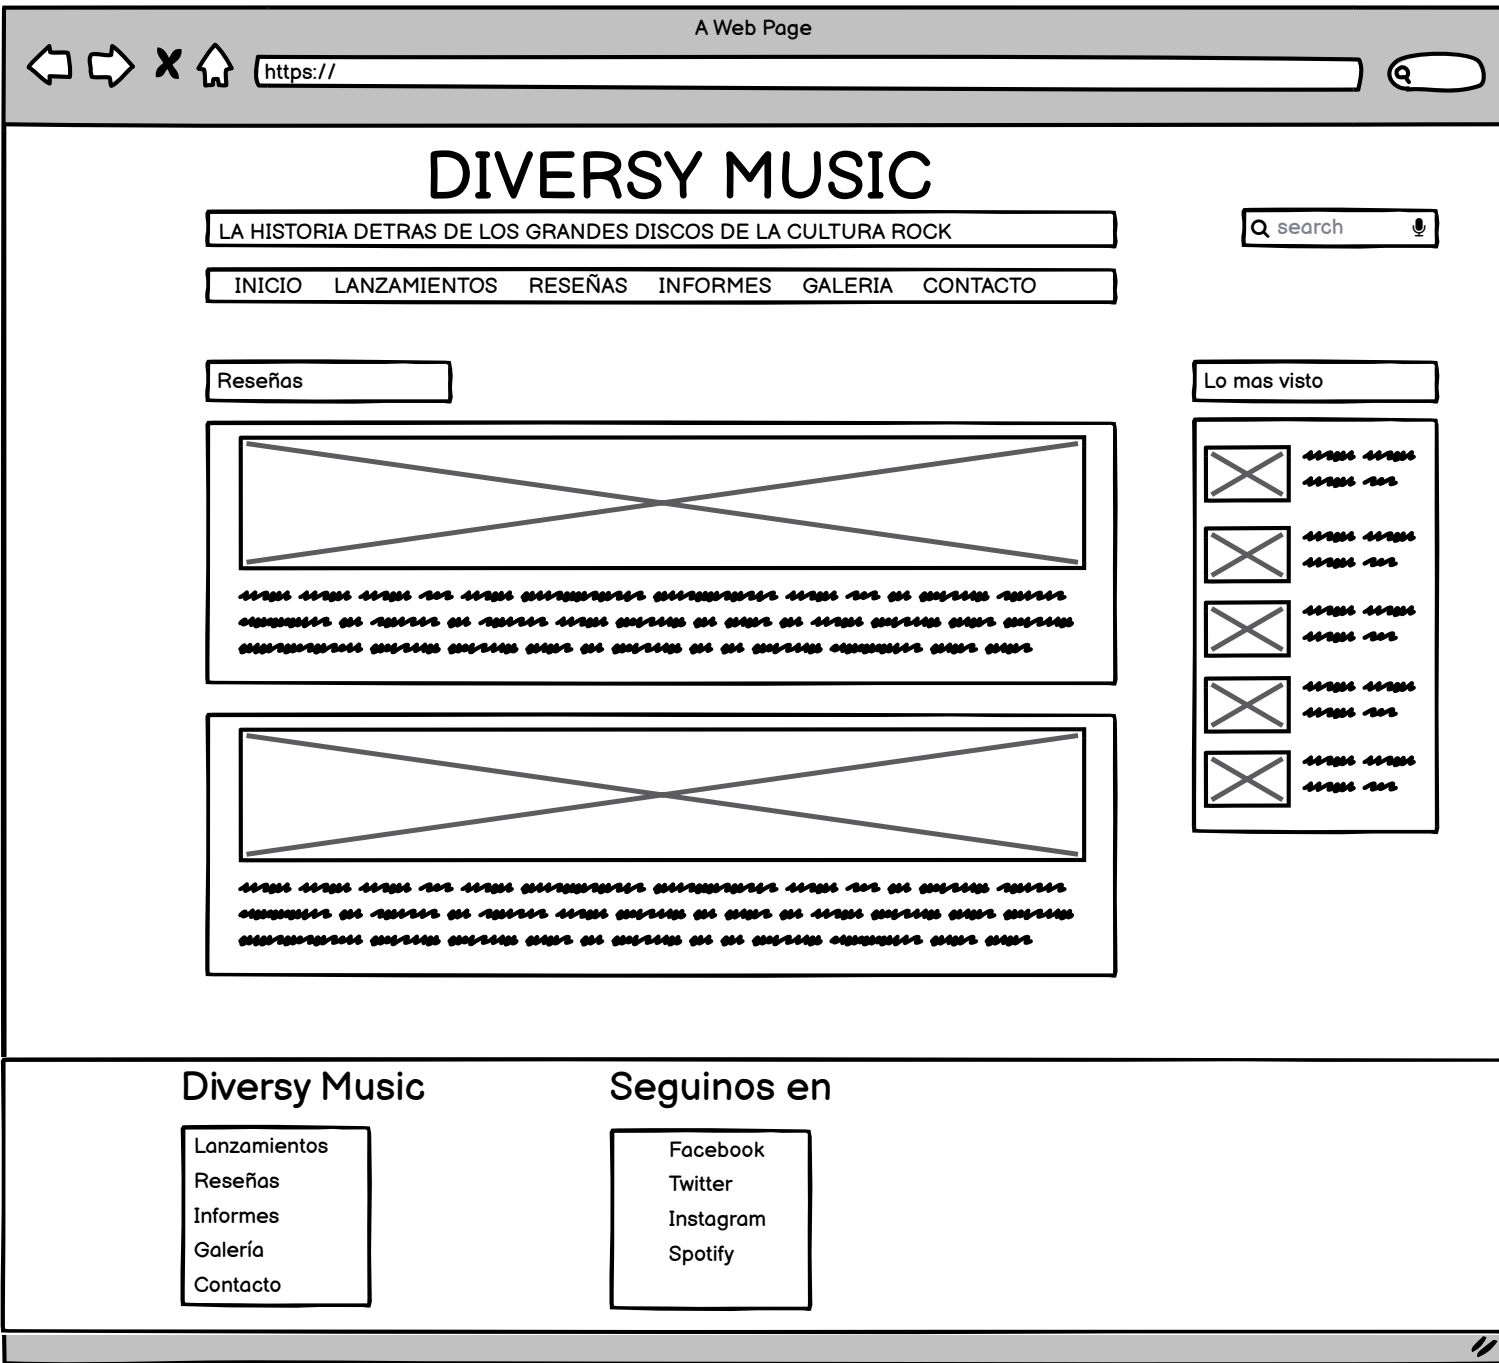 A Web Page
https://
DIVERSY MUSIC
LA HISTORIA DETRAS DE LOS GRANDES DISCOS DE LA CULTURA ROCK
search
INICIO LANZAMIENTOS RESEÑAS INFORMES GALERIA CONTACTO
Reseñas
Lo mas visto
Diversy Music
Lanzamientos
Reseñas
Informes
Galería
Contacto
Seguinos en
Facebook
Twitter
Instagram
Spotify